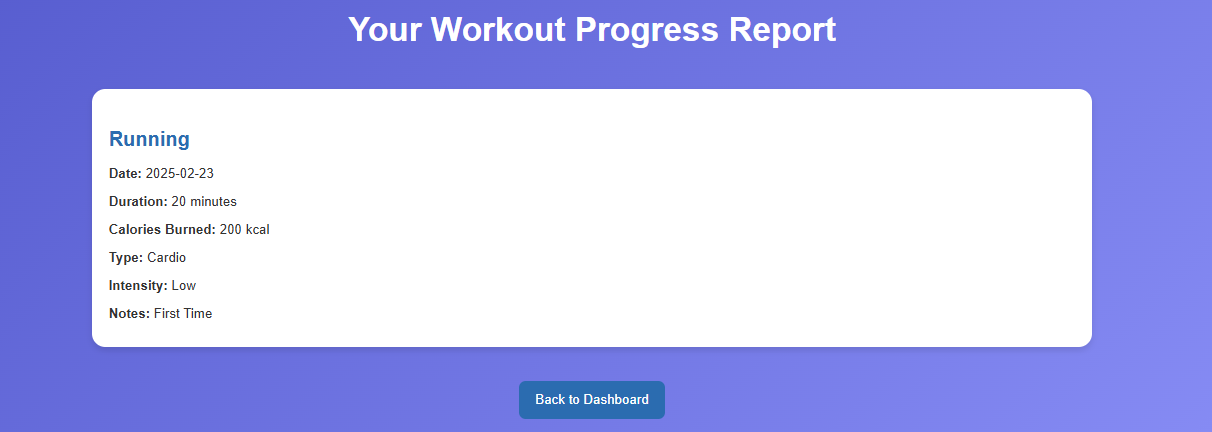 Your Workout Progress Report
Running
Date: 2025-02-23
Duration: 20 minutes
Calories Burned: 200 kcal
Type: Cardio
Intensity: Low
Notes: First Time
Back to Dashboard